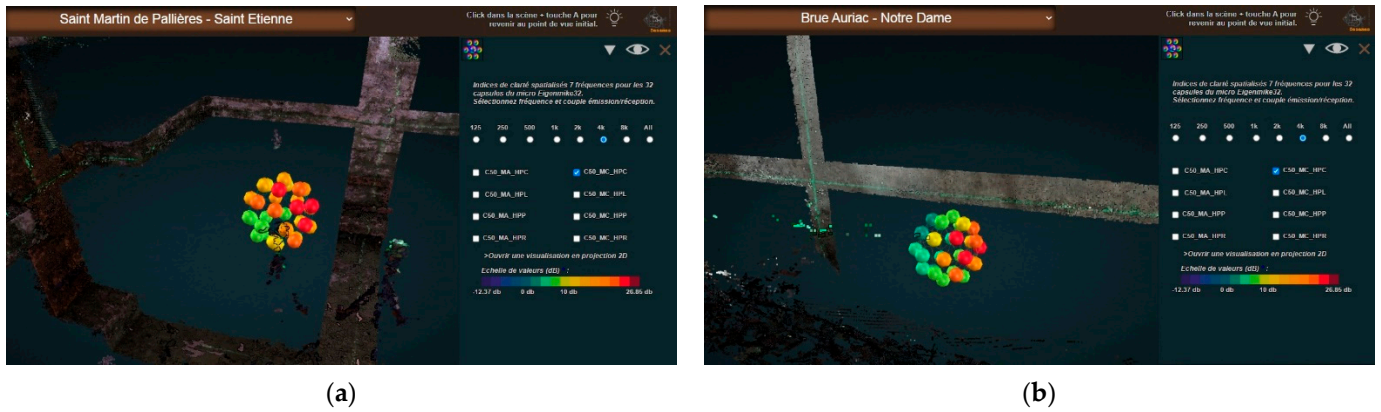 Saint Martin de Pallières - Saint Etienne
Click dans la scène + touche A pour
revenir au point de vue initial.
Indices de clarté spatialisés 7 fréquences pour les 32
capsules du micro Eigenmike32.
Sélectionnez fréquence et couple émission/réception.
125 250 500 1k 2k 4k 8k All
C50_MA_HPC C50_MC_HPC
C50_MA_HPL C50_MC_HPL
C50_MA_HPP C50_MC_HPP
C50_MA_HPR C50_MC_HPR
>Ouvrir une visualisation en projection 2D
Echelle de valeurs (dB) :
-12.37 db 0 db 10 db 26.85 db
(a)
Brue Auriac - Notre Dame
Click dans la scène + touche A pour
revenir au point de vue initial.
Indices de clarté spatialisés 7 fréquences pour les 32
capsules du micro Eigenmike32.
Sélectionnez fréquence et couple émission/réception.
125 250 500 1k 2k 4k 8k All
C50_MA_HPC C50_MC_HPC
C50_MA_HPL C50_MC_HPL
C50_MA_HPP C50_MC_HPP
C50_MA_HPR C50_MC_HPR
>Ouvrir une visualisation en projection 2D
Echelle de valeurs (dB) :
-12.37 db 0 db 10 db 26.85 db
(b)